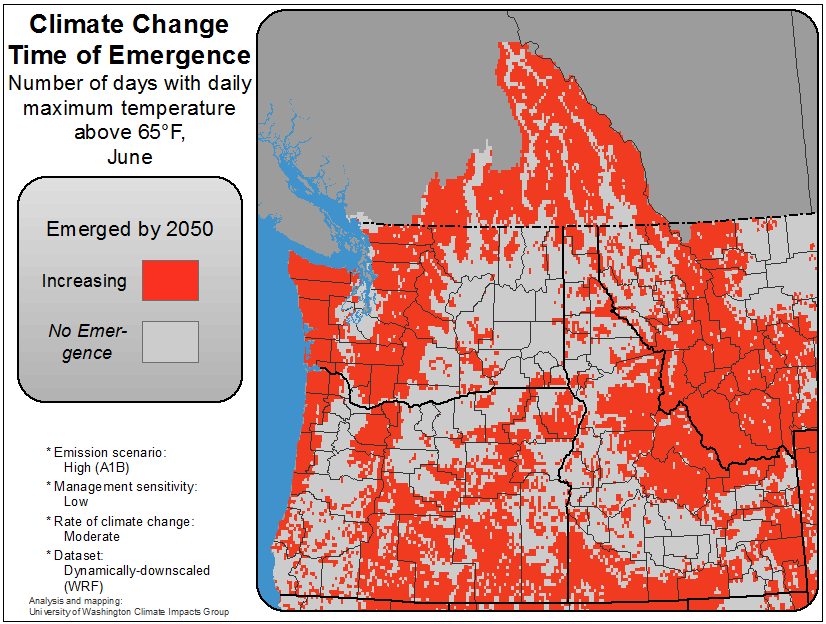 Climate Change
Time of Emergence
Number of days with daily
maximum temperature
above 65°F,
June
Emerged by 2050
Increasing
No Emer-
gence
* Emission scenario:
High (A1B)
* Management sensitivity:
Low
* Rate of climate change:
Moderate
* Dataset:
Dynamically-downscaled
(WRF)
Analysis and mapping:
University of Washington Climate Impacts Group